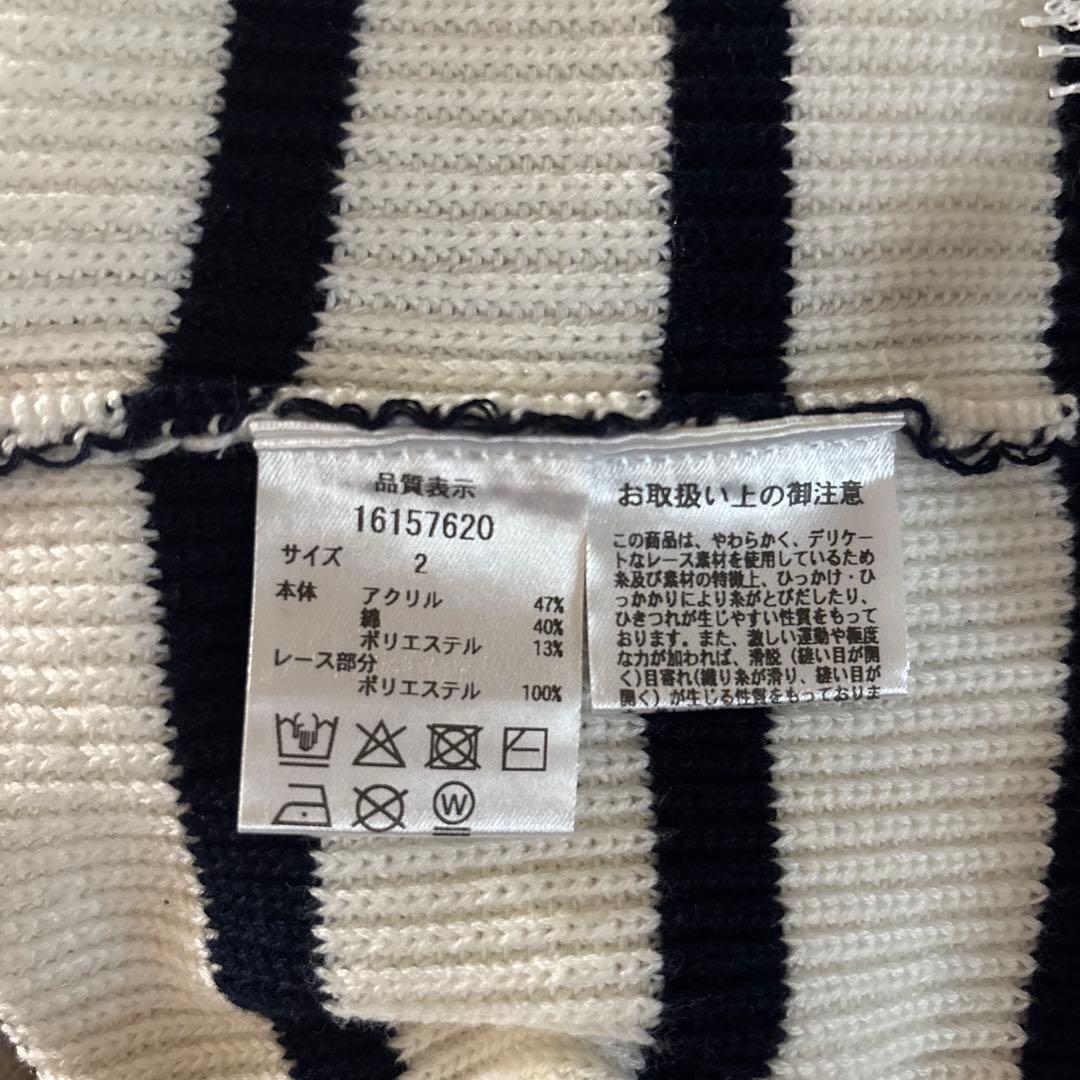 品質表示
16157620
サイズ 2
本体 アクリル 47%
綿 40%
ポリエステル 13%
レース部分
ポリエステル 100%
W
お取扱い上の御注意
この商品は、やわらかく、デリケー
トなレース素材を使用しているため
糸及び素材の特徴上、ひっかけ・ひ
っかかりにより糸がとびだしたり、
ひきつれが生じやすい性質をもって
おります。また、激しい運動や極度
な力が加われば、滑脱（縫い目が開
く)目寄れ(織り糸が滑り、縫い目が
開く）が生じる性質をもっておりま